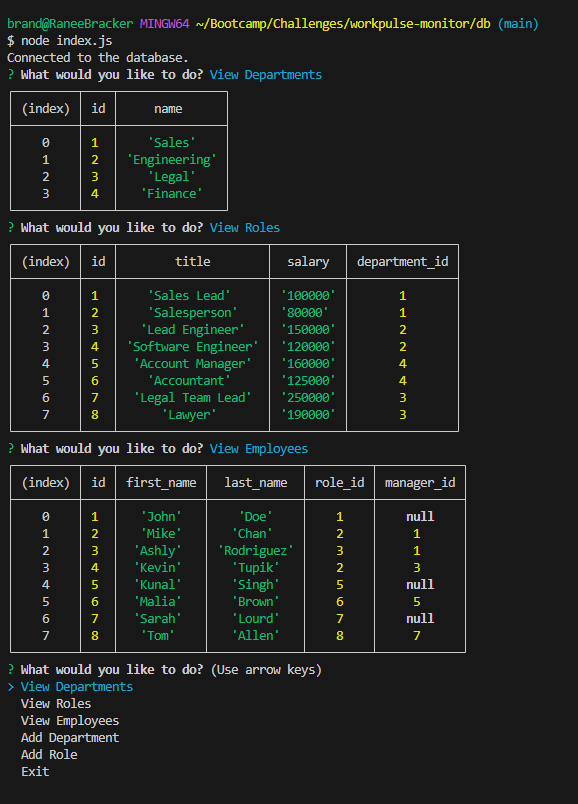 brand@RaneeBracker MINGW64 ~/Bootcamp/Challenges/workpulse-monitor/db (main)
$ node index.js
Connected to the database.
? What would you like to do? View Departments
(index) id name
0 1 'Sales'
1 2 'Engineering'
2 3 'Legal'
3 4 'Finance'
? What would you like to do? View Roles
(index) id title salary department_id
0 1 'Sales Lead' '100000' 1
1 2 'Salesperson' '80000' 1
2 3 'Lead Engineer' '150000' 2
3 4 'Software Engineer' '120000' 2
4 5 'Account Manager' '160000' 4
5 6 'Accountant' '125000' 4
6 7 'Legal Team Lead' '250000' 3
7 8 'Lawyer' '190000' 3
? What would you like to do? View Employees
(index) id first_name last_name role_id manager_id
0 1 'John' 'Doe' 1 null
1 2 'Mike' 'Chan' 2 1
2 3 'Ashly' 'Rodriguez' 3 1
3 4 'Kevin' 'Tupik' 2 3
4 5 'Kunal' 'Singh' 5 null
5 6 'Malia' 'Brown' 6 5
6 7 'Sarah' 'Lourd' 7 null
7 8 'Tom' 'Allen' 8 7
? What would you like to do? (Use arrow keys)
> View Departments
View Roles
View Employees
Add Department
Add Role
Exit